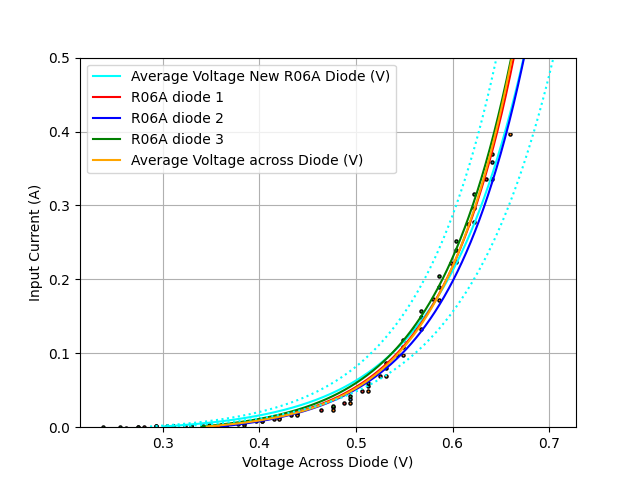 0.5
0.4
0.3
0.2
0.1
0.0
Input Current (A)
Average Voltage New R06A Diode (V)
R06A diode 1
R06A diode 2
R06A diode 3
Average Voltage across Diode (V)
0.3 0.4 0.5 0.6 0.7
Voltage Across Diode (V)